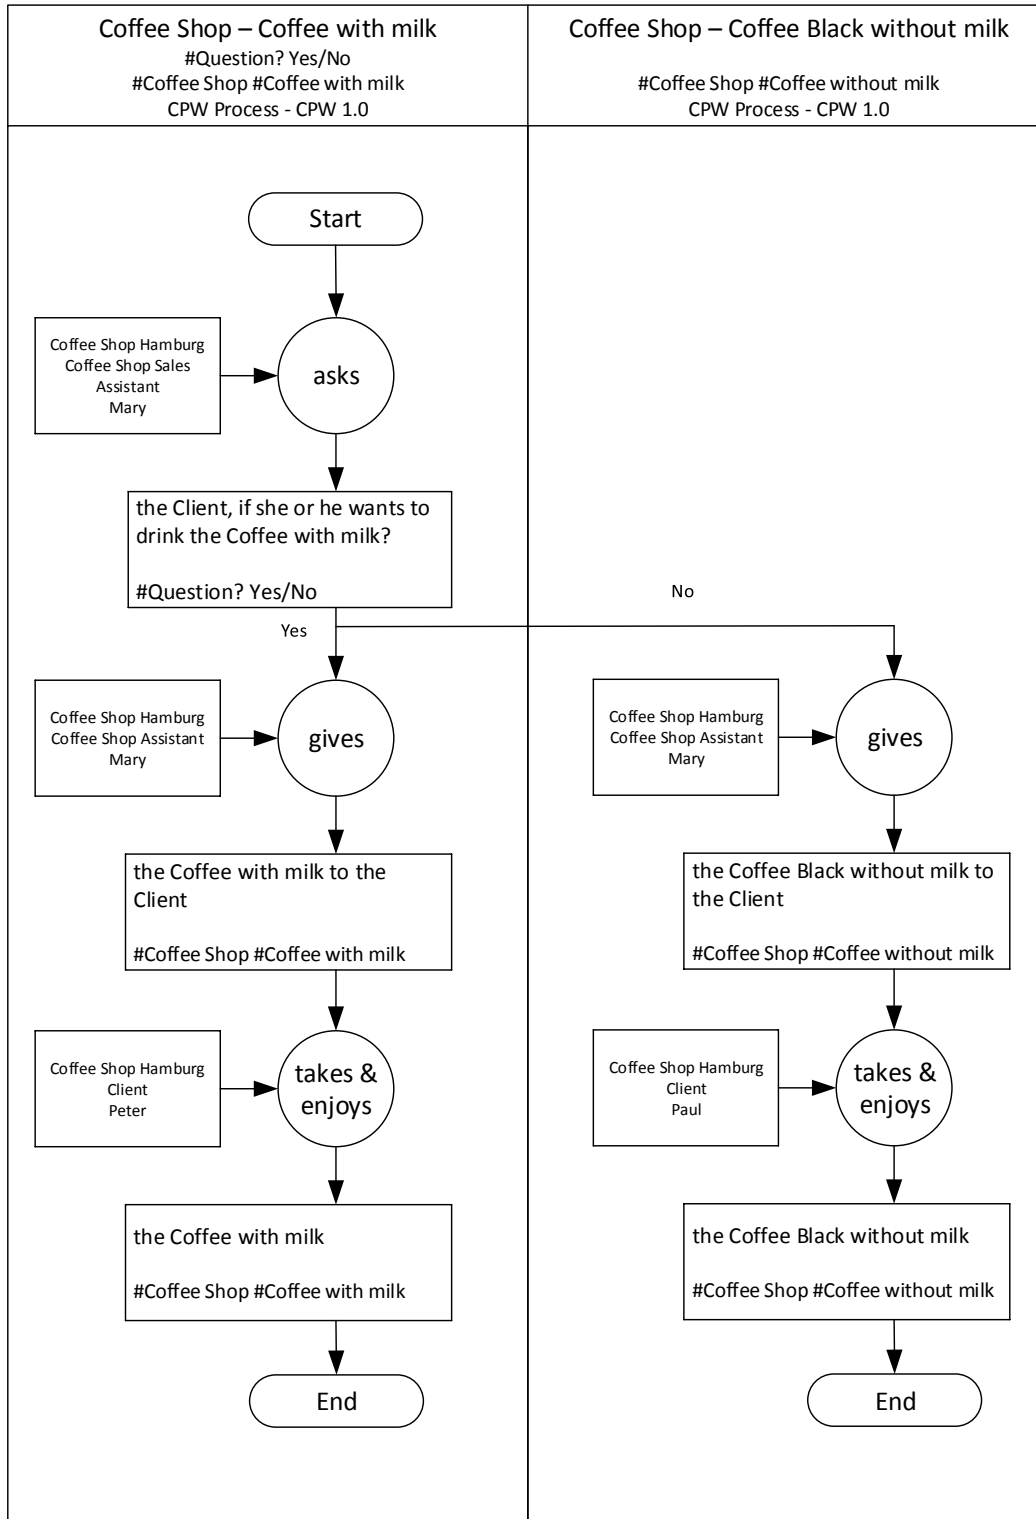 Coffee Shop – Coffee with milk
#Question? Yes/No
#Coffee Shop #Coffee with milk
CPW Process - CPW 1.0
Coffee Shop – Coffee Black without milk
#Coffee Shop #Coffee without milk
CPW Process - CPW 1.0
Start
Coffee Shop Hamburg
Coffee Shop Sales
Assistant
Mary
asks
the Client, if she or he wants to
drink the Coffee with milk?
#Question? Yes/No
Yes
No
Coffee Shop Hamburg
Coffee Shop Assistant
Mary
gives
the Coffee with milk to the
Client
#Coffee Shop #Coffee with milk
Coffee Shop Hamburg
Client
Peter
takes &
enjoys
the Coffee with milk
#Coffee Shop #Coffee with milk
End
Coffee Shop Hamburg
Coffee Shop Assistant
Mary
gives
the Coffee Black without milk to
the Client
#Coffee Shop #Coffee without milk
Coffee Shop Hamburg
Client
Paul
takes &
enjoys
the Coffee Black without milk
#Coffee Shop #Coffee without milk
End